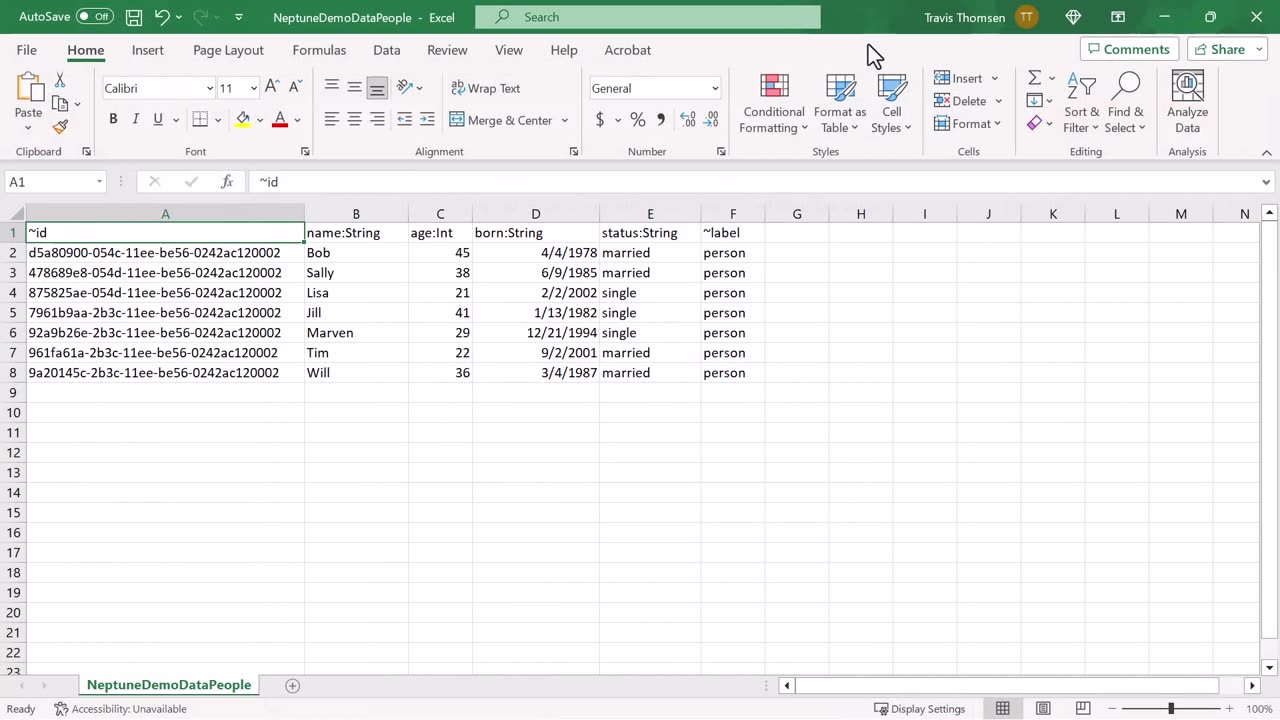 AutoSave Off NeptuneDemoDataPeople - Excel Search Travis Thomsen TT
File Home Insert Page Layout Formulas Data Review View Help Acrobat Comments Share
Paste Calibri 11 A A Wrap Text General Conditional Formatting Format as Table Cell Styles Insert Sort & Filter Find & Select Analyze Data
B I U A Merge & Center $ % Delete
Format
Clipboard Font Alignment Number Styles Cells Editing Analysis
A1 fx ~id
A B C D E F G H I J K L M N
1 ~id name:String age:Int born:String status:String ~label
2 d5a80900-054c-11ee-be56-0242ac120002 Bob 45 4/4/1978 married person
3 478689e8-054d-11ee-be56-0242ac120002 Sally 38 6/9/1985 married person
4 875825ae-054d-11ee-be56-0242ac120002 Lisa 21 2/2/2002 single person
5 7961b9aa-2b3c-11ee-be56-0242ac120002 Jill 41 1/13/1982 single person
6 92a9b26e-2b3c-11ee-be56-0242ac120002 Marven 29 12/21/1994 single person
7 961fa61a-2b3c-11ee-be56-0242ac120002 Tim 22 9/2/2001 married person
8 9a20145c-2b3c-11ee-be56-0242ac120002 Will 36 3/4/1987 married person
9
10
11
12
13
14
15
16
17
18
19
20
21
22
23
NeptuneDemoDataPeople
Ready Accessibility: Unavailable Display Settings 100%